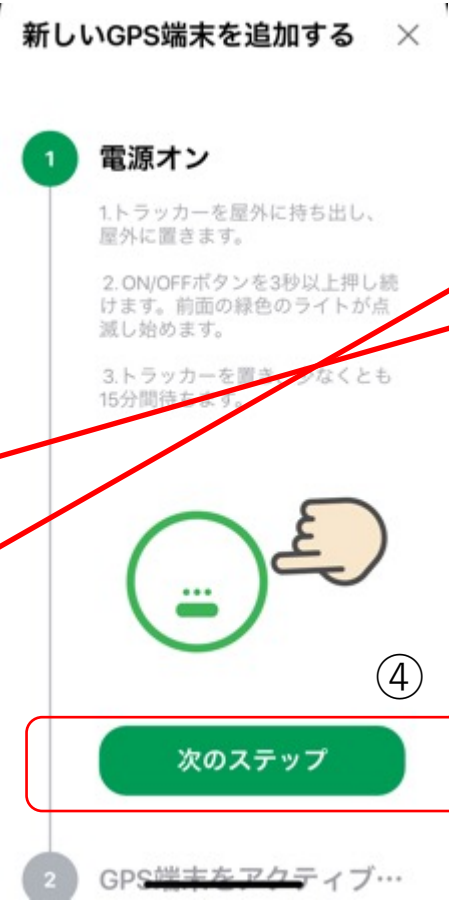 新しいGPS端末を追加する ×
1 電源オン
1.トラッカーを屋外に持ち出し、
屋外に置きます。
2. ON/OFFボタンを3秒以上押し続
けます。前面の緑色のライトが点
滅し始めます。
3.トラッカーを置き、少なくとも
15分間待ちます。
④
次のステップ
2 GPS端末をアクティブ…